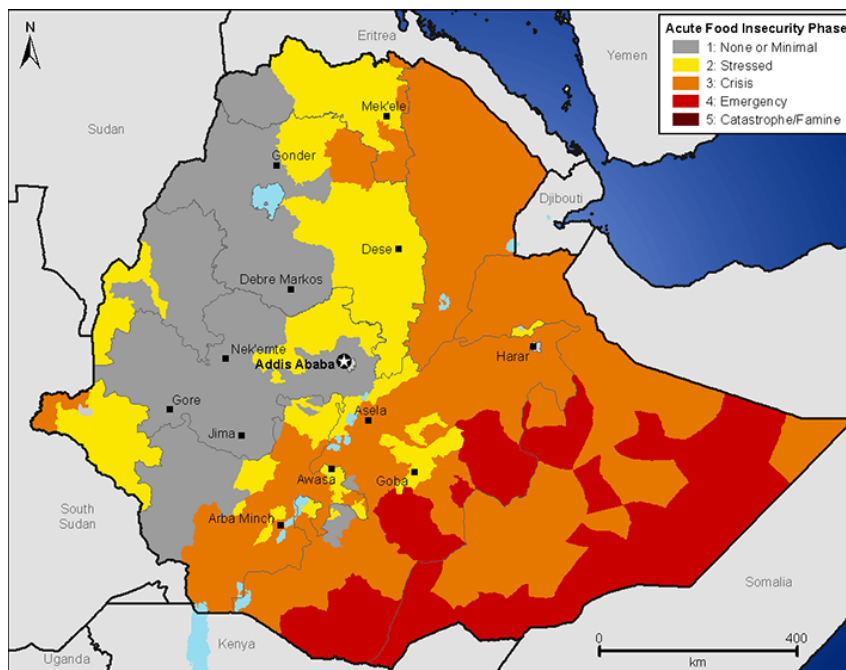 N
Eritrea
Yemen
Acute Food Insecurity Phase
1: None or Minimal
2: Stressed
3: Crisis
4: Emergency
5: Catastrophe/Famine
Sudan
Mek'ele
Gonder
Djibouti
Dese
Debre Markos
Nek'emte
Addis Ababa
Harar
Gore
Asela
Jima
Awasa
Goba
South
Sudan
Arba Minch
Somalia
0 400
km
Kenya
Uganda